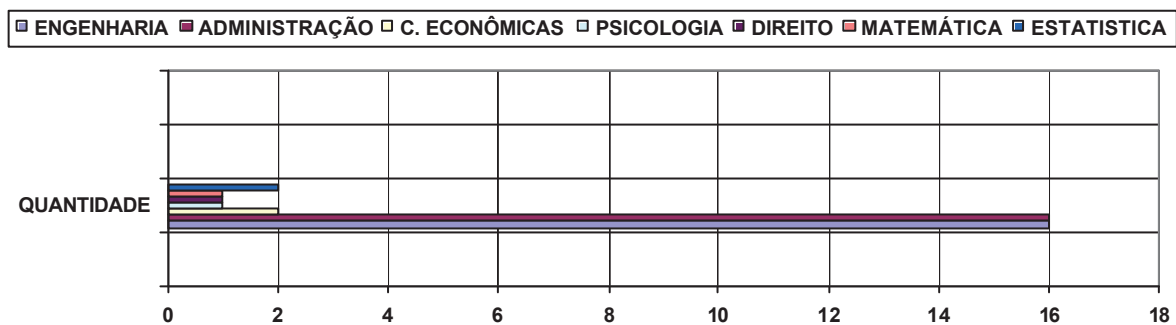 ENGENHARIA ADMINISTRAÇÃO C. ECONÔMICAS PSICOLOGIA DIREITO MATEMÁTICA ESTATISTICA
QUANTIDADE
0 2 4 6 8 10 12 14 16 18